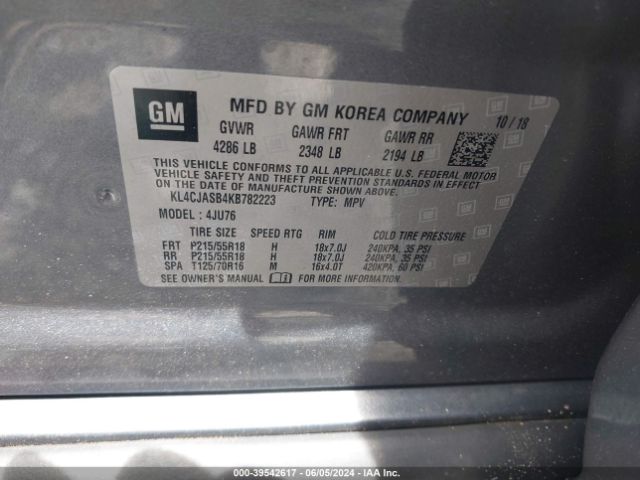 GM
MFD BY GM KOREA COMPANY 10/18
GVWR GAWR FRT GAWR RR
4286 LB 2348 LB 2194 LB
THIS VEHICLE CONFORMS TO ALL APPLICABLE U.S. FEDERAL MOTOR
VEHICLE SAFETY AND THEFT PREVENTION STANDARDS IN EFFECT
ON THE DATE OF MANUFACTURE SHOWN ABOVE.
KL4CJASB4KB782223 TYPE: MPV
MODEL : 4JU76
TIRE SIZE SPEED RTG RIM COLD TIRE PRESSURE
FRT P215/55R18 H 18x7.0J 240KPA, 35 PSI
RR P215/55R18 H 18x7.0J 240KPA, 35 PSI
SPA T125/70R16 M 16x4.0T 420KPA, 60 PSI
SEE OWNER'S MANUAL FOR MORE INFORMATION.
000-39542617 - 06/05/2024 - IAA Inc.